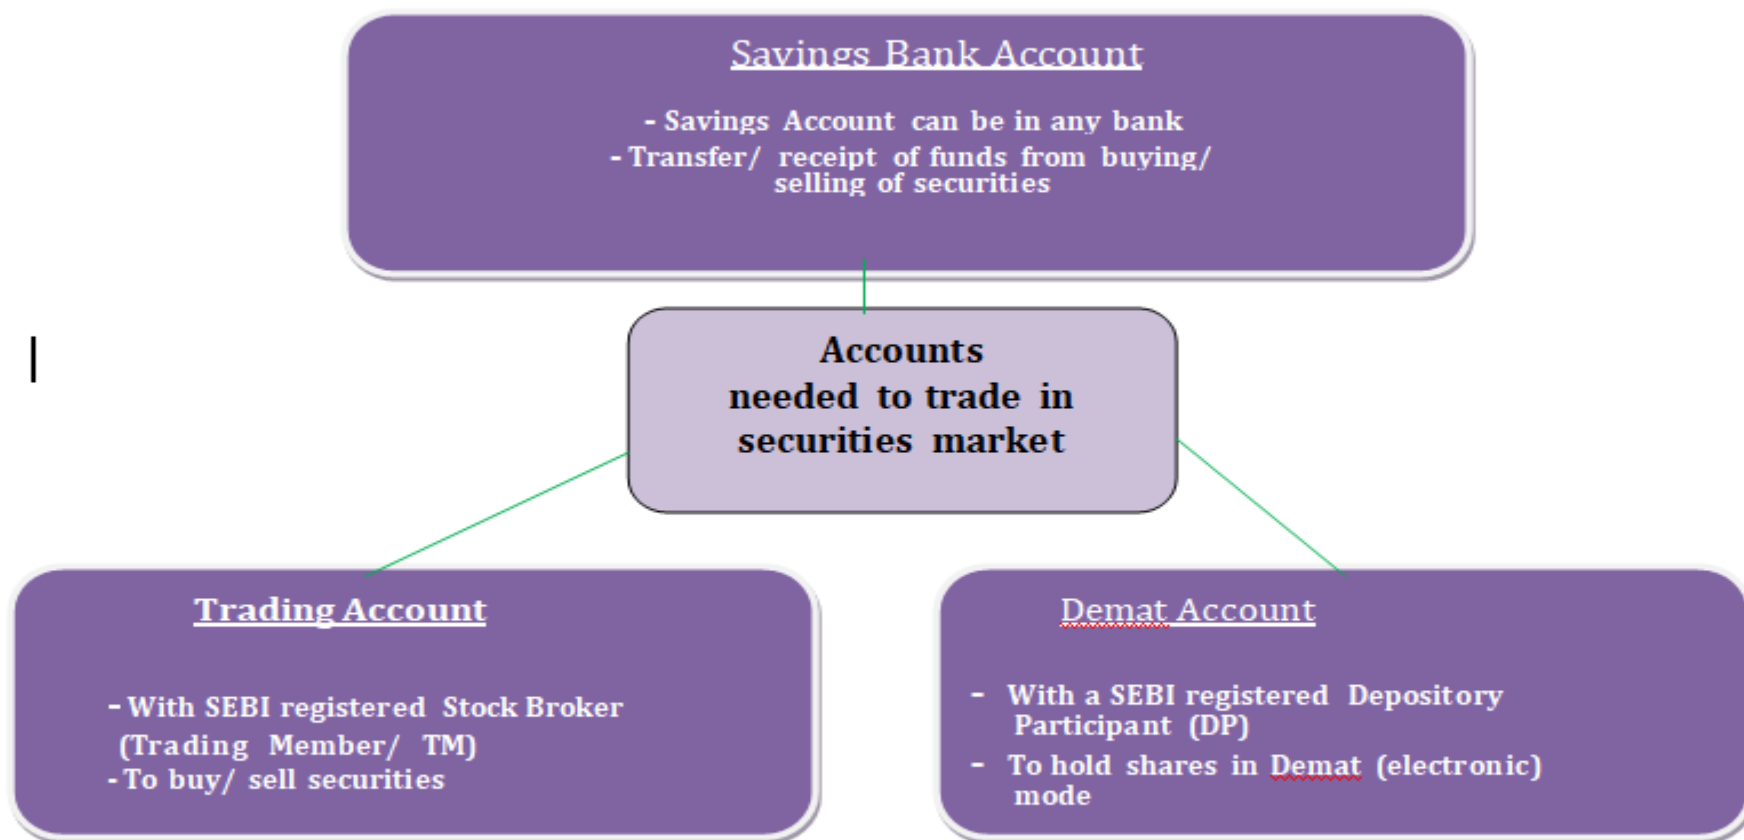 Savings Bank Account
- Savings Account can be in any bank
- Transfer/ receipt of funds from buying/
selling of securities
Accounts
needed to trade in
securities market
Trading Account
- With SEBI registered Stock Broker
(Trading Member/ TM)
- To buy/ sell securities
Demat Account
- With a SEBI registered Depository
Participant (DP)
- To hold shares in Demat (electronic)
mode